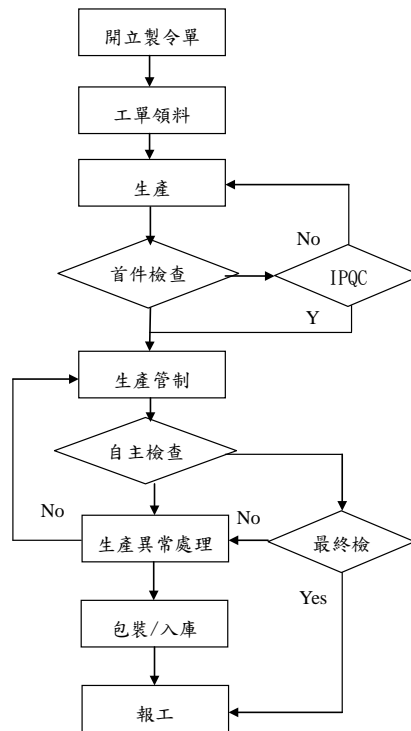 開立製令單
工單領料
生產
No
首件檢查
IPQC
Y
生產管制
自主檢查
No
No
生產異常處理
最終檢
Yes
包裝/入庫
報工